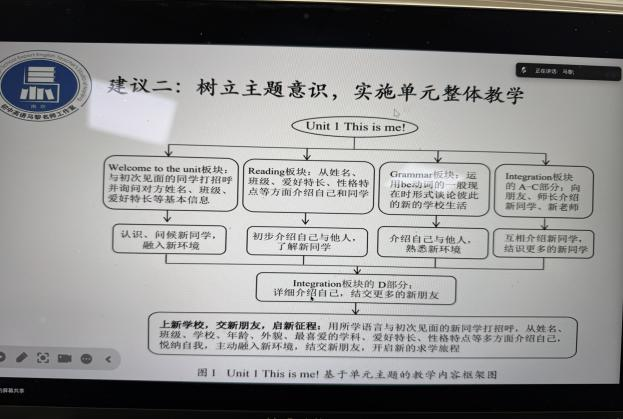 建议二：树立主题意识，实施单元整体教学
正在讲话：马黎;
Unit 1 This is me!
Welcome to the unit板块：
与初次见面的同学打招呼
并询问对方姓名、班级、
爱好特长等基本信息
Reading板块：从姓名、
班级、爱好特长、性格特
点等方面介绍自己和同学
Grammar板块：运
用be动词的一般现
在时形式谈论彼此
的新的学校生活
Integration板块
的 A–C部分：向
朋友、师长介绍
新同学、新老师
认识、问候新同学，
融入新环境
初步介绍自己与他人，
了解新同学
介绍自己与他人，
熟悉新环境
互相介绍新同学，
结识更多的新同学
Integration板块的 D部分：
详细介绍自己，结交更多的新朋友
上新学校，交新朋友，启新征程：用所学语言与初次见面的新同学打招呼，从姓名、
班级、学校、年龄、外貌、最喜爱的学科、爱好特长、性格特点等多方面介绍自己，
悦纳自我，主动融入新环境，结交新朋友，开启新的求学旅程
图 1 Unit 1 This is me! 基于单元主题的教学内容框架图
的屏幕共享